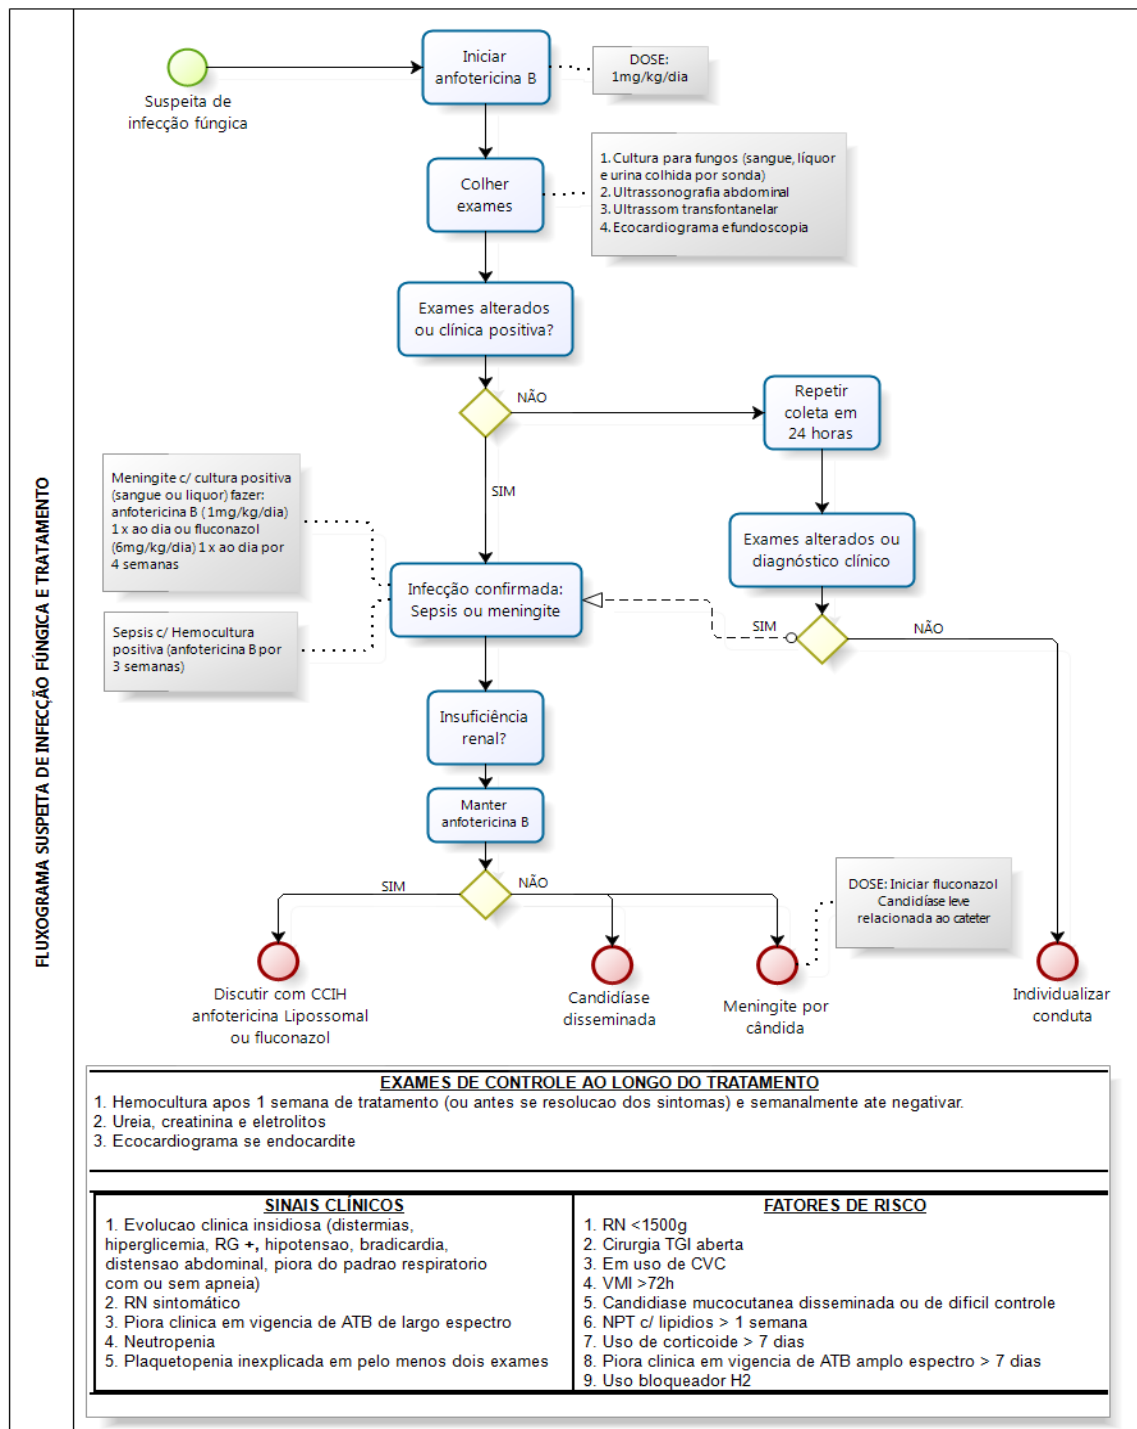 FLUXOGRAMA SUSPEITA DE INFECÇÃO FÚNGICA E TRATAMENTO
Suspeita de
infecção fúngica
Iniciar
anfotericina B
DOSE:
1mg/kg/dia
Colher
exames
1. Cultura para fungos (sangue, líquor
e urina colhida por sonda)
2. Ultrassonografia abdominal
3. Ultrassom transfontanelar
4. Ecocardiograma e fundoscopia
Exames alterados
ou clínica positiva?
NÃO
Repetir
coleta em
24 horas
SIM
Meningite c/ cultura positiva
(sangue ou liquor) fazer:
anfotericina B (1mg/kg/dia)
1 x ao dia ou fluconazol
(6mg/kg/dia) 1 x ao dia por
4 semanas
Exames alterados ou
diagnóstico clínico
Infecção confirmada:
Sepsis ou meningite
SIM
NÃO
Sepsis c/ Hemocultura
positiva (anfotericina B por
3 semanas)
Insuficiência
renal?
Manter
anfotericina B
SIM
NÃO
DOSE: Iniciar fluconazol
Candidíase leve
relacionada ao cateter
Discutir com CCIH
anfotericina Lipossomal
ou fluconazol
Candidíase
disseminada
Meningite por
cândida
Individualizar
conduta
EXAMES DE CONTROLE AO LONGO DO TRATAMENTO
1. Hemocultura apos 1 semana de tratamento (ou antes se resolucao dos sintomas) e semanalmente ate negativar.
2. Ureia, creatinina e eletrolitos
3. Ecocardiograma se endocardite
SINAIS CLÍNICOS
1. Evolucao clinica insidiosa (distermias,
hiperglicemia, RG +, hipotensao, bradicardia,
distensao abdominal, piora do padrao respiratorio
com ou sem apneia)
2. RN sintomático
3. Piora clinica em vigencia de ATB de largo espectro
4. Neutropenia
5. Plaquetopenia inexplicada em pelo menos dois exames
FATORES DE RISCO
1. RN <1500g
2. Cirurgia TGI aberta
3. Em uso de CVC
4. VMI >72h
5. Candidiase mucocutanea disseminada ou de dificil controle
6. NPT c/ lipidios > 1 semana
7. Uso de corticoide > 7 dias
8. Piora clinica em vigencia de ATB amplo espectro > 7 dias
9. Uso bloqueador H2